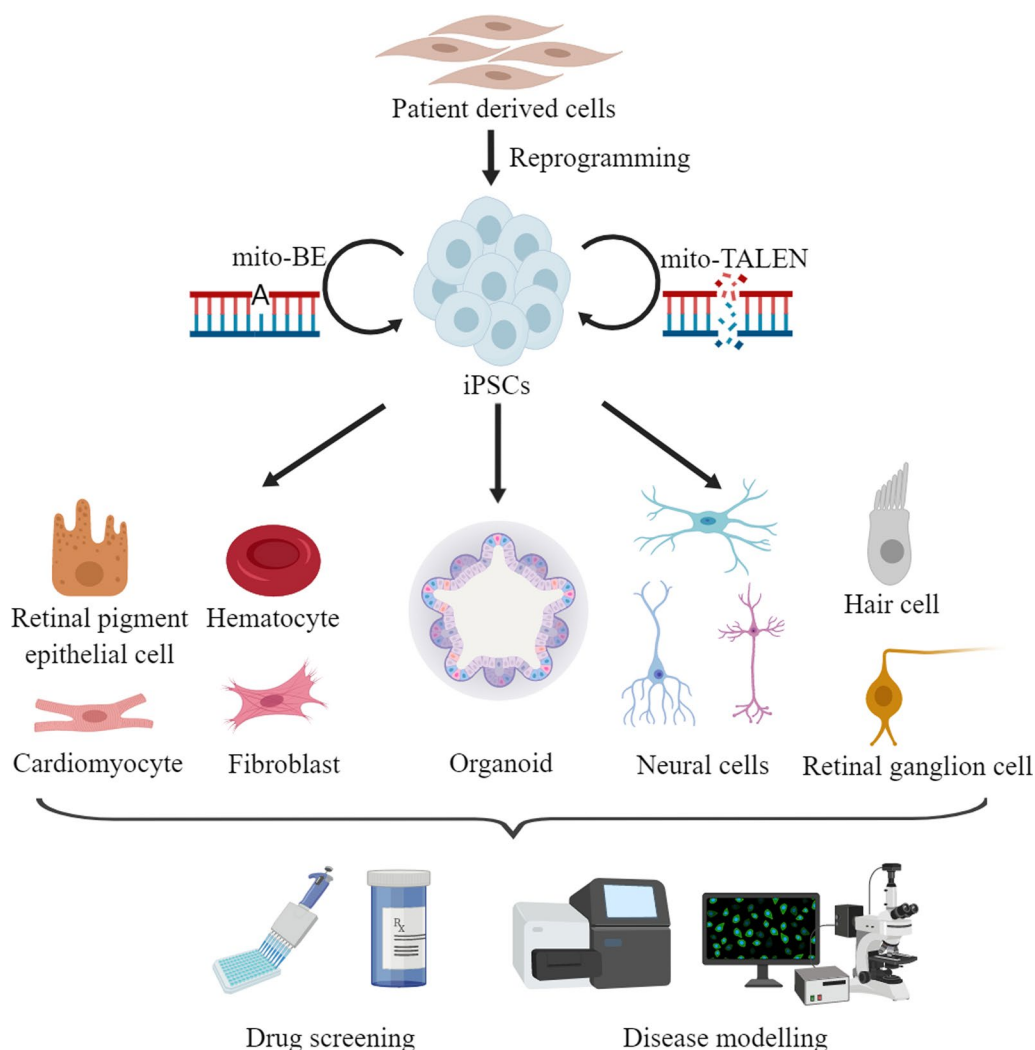 Patient derived cells
Reprogramming
mito-BE
mito-TALEN
A
iPSCs
Retinal pigment
epithelial cell
Hematocyte
Hair cell
Cardiomyocyte
Fibroblast
Organoid
Neural cells
Retinal ganglion cell
Rx
Drug screening
Disease modelling